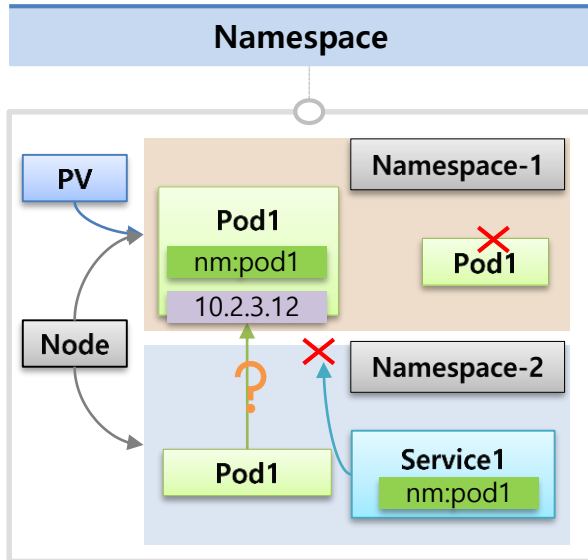 Namespace
Namespace-1
PV
Pod1
nm:pod1
10.2.3.12
Pod1
Node
?
Namespace-2
Pod1
Service1
nm:pod1